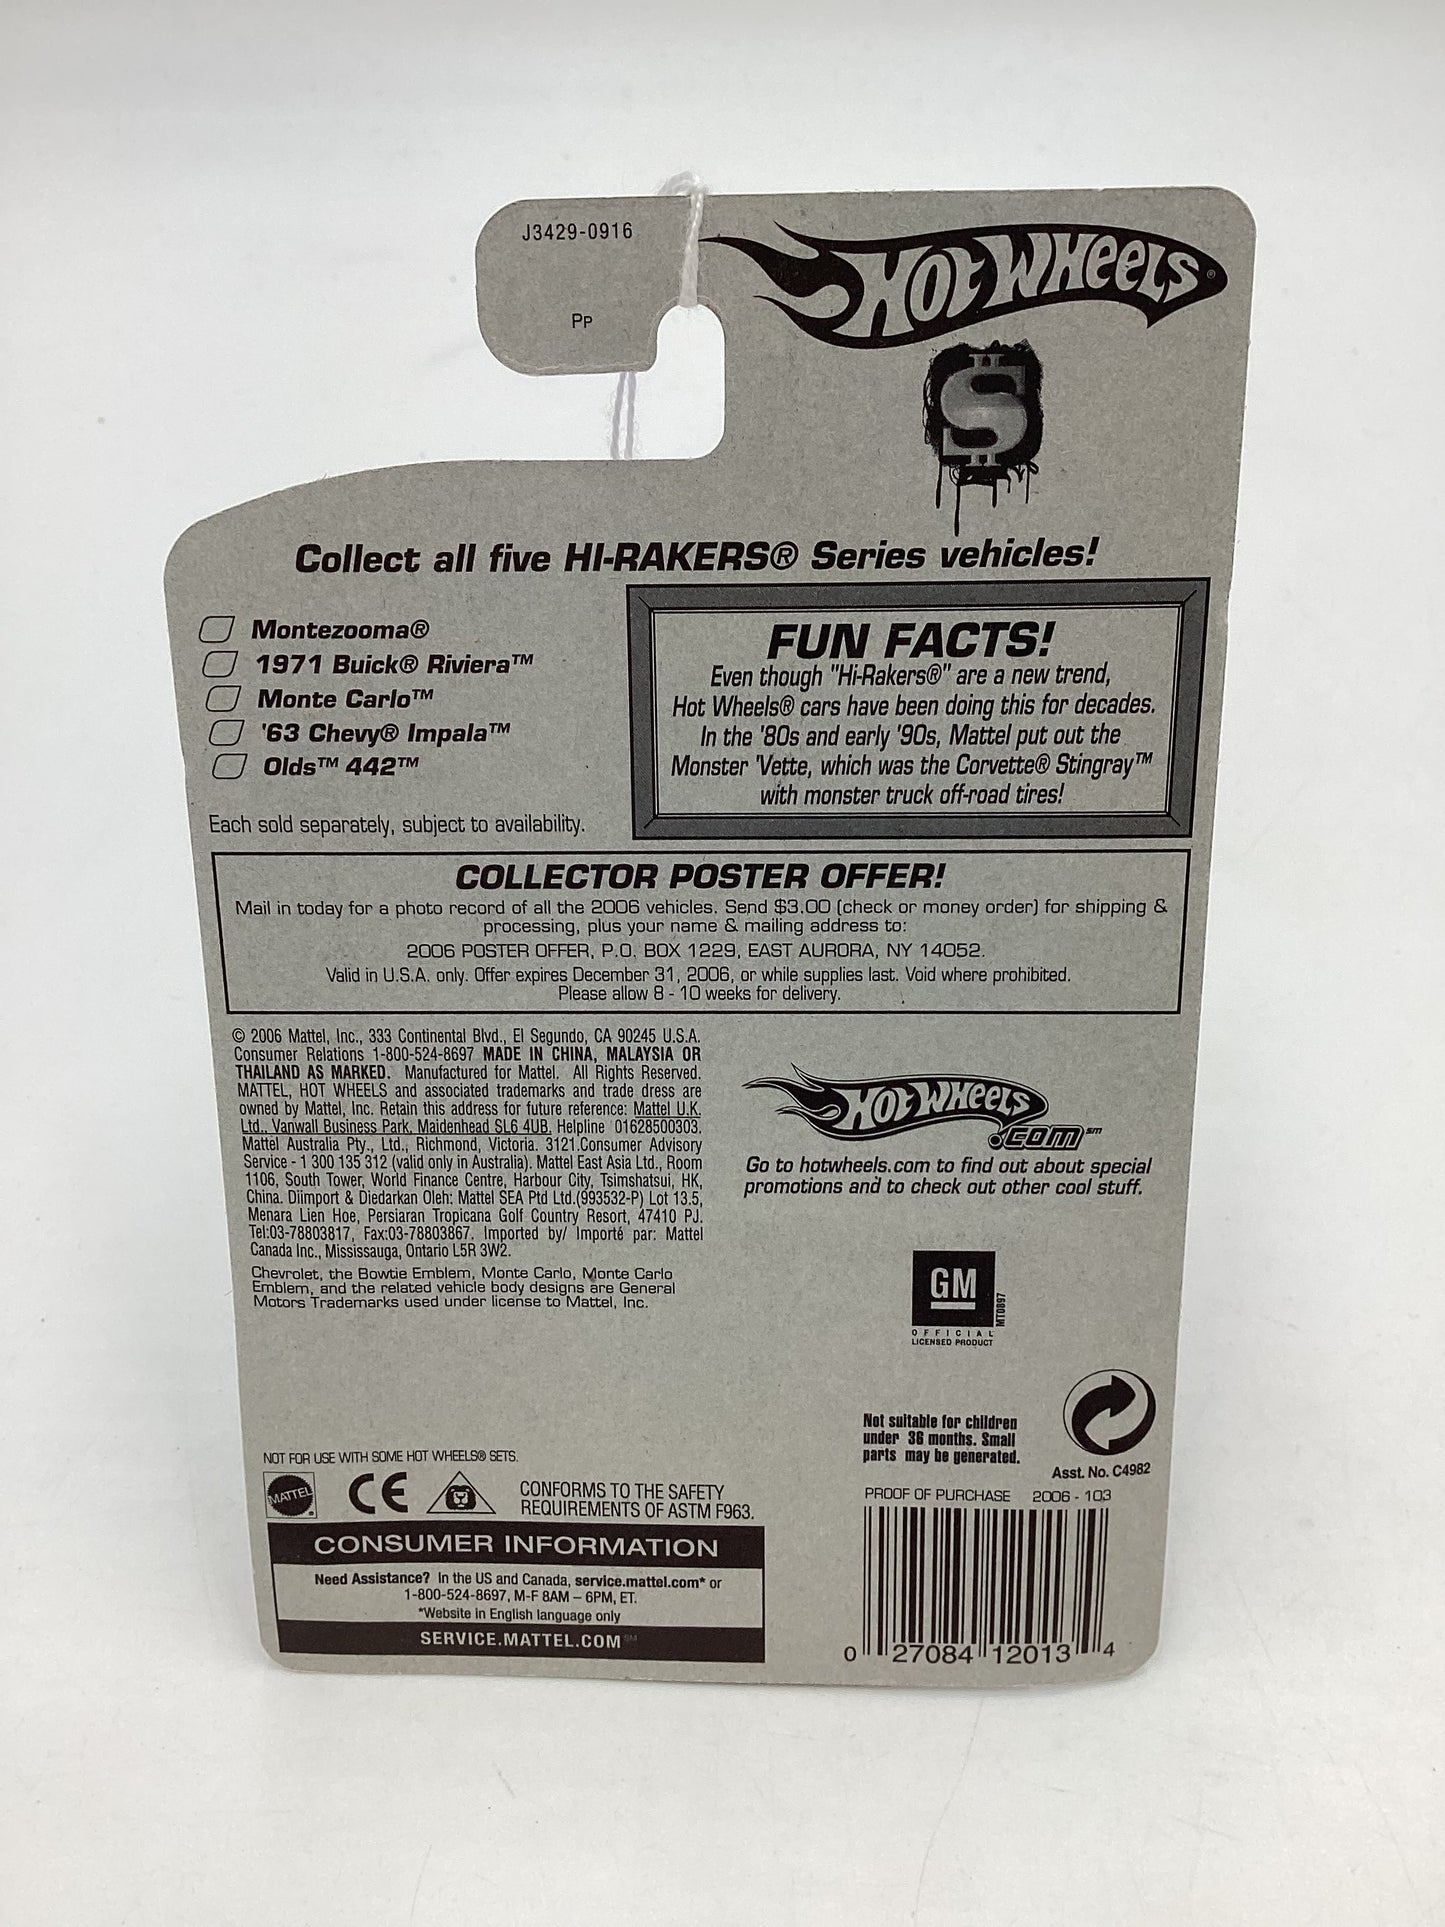 J3429-0916
Pp
HOT WHEELS®
$
Collect all five HI-RAKERS® Series vehicles!
Montezooma®
1971 Buick® Riviera™
Monte Carlo™
'63 Chevy® Impala™
Olds™ 442™
Each sold separately, subject to availability.
FUN FACTS!
Even though "Hi-Rakers®" are a new trend,
Hot Wheels® cars have been doing this for decades.
In the '80s and early '90s, Mattel put out the
Monster 'Vette, which was the Corvette® Stingray™
with monster truck off-road tires!
COLLECTOR POSTER OFFER!
Mail in today for a photo record of all the 2006 vehicles. Send $3.00 (check or money order) for shipping &
processing, plus your name & mailing address to:
2006 POSTER OFFER, P.O. BOX 1229, EAST AURORA, NY 14052.
Valid in U.S.A. only. Offer expires December 31, 2006, or while supplies last. Void where prohibited.
Please allow 8 - 10 weeks for delivery.
© 2006 Mattel, Inc., 333 Continental Blvd., El Segundo, CA 90245 U.S.A.
Consumer Relations 1-800-524-8697 MADE IN CHINA, MALAYSIA OR
THAILAND AS MARKED. Manufactured for Mattel. All Rights Reserved.
MATTEL, HOT WHEELS and associated trademarks and trade dress are
owned by Mattel, Inc. Retain this address for future reference: Mattel U.K.
Ltd., Vanwall Business Park, Maidenhead SL6 4UB. Helpline 01628500303.
Mattel Australia Pty., Ltd., Richmond, Victoria. 3121.Consumer Advisory
Service - 1 300 135 312 (valid only in Australia). Mattel East Asia Ltd., Room
1106, South Tower, World Finance Centre, Harbour City, Tsimshatsui, HK,
China. Diimport & Diedarkan Oleh: Mattel SEA Ptd Ltd.(993532-P) Lot 13.5,
Menara Lien Hoe, Persiaran Tropicana Golf Country Resort, 47410 PJ.
Tel:03-78803817, Fax:03-78803867. Imported by/ Importé par: Mattel
Canada Inc., Mississauga, Ontario L5R 3W2.
Chevrolet, the Bowtie Emblem, Monte Carlo, Monte Carlo
Emblem, and the related vehicle body designs are General
Motors Trademarks used under license to Mattel, Inc.
HOT WHEELS
.COM℠
Go to hotwheels.com to find out about special
promotions and to check out other cool stuff.
GM
MT0897
OFFICIAL
LICENSED PRODUCT
Not suitable for children
under 36 months. Small
parts may be generated.
Asst. No. C4982
PROOF OF PURCHASE 2006 - 103
0 27084 12013 4
NOT FOR USE WITH SOME HOT WHEELS® SETS.
MATTEL®
CE
CONFORMS TO THE SAFETY
REQUIREMENTS OF ASTM F963.
CONSUMER INFORMATION
Need Assistance? In the US and Canada, service.mattel.com* or
1-800-524-8697, M-F 8AM – 6PM, ET.
*Website in English language only
SERVICE.MATTEL.COM℠